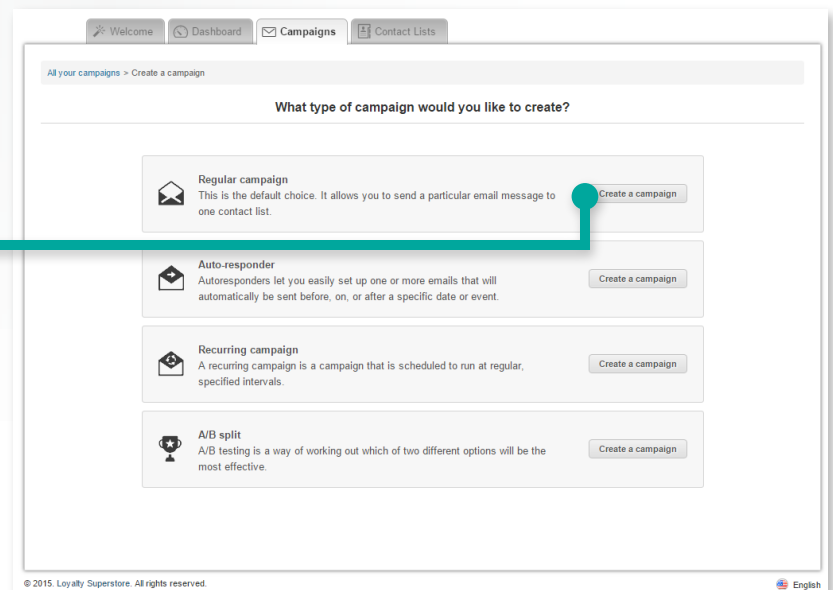 Welcome
Dashboard
Campaigns
Contact Lists
All your campaigns > Create a campaign
What type of campaign would you like to create?
Regular campaign
This is the default choice. It allows you to send a particular email message to
one contact list.
Create a campaign
Auto-responder
Autoresponders let you easily set up one or more emails that will
automatically be sent before, on, or after a specific date or event.
Create a campaign
Recurring campaign
A recurring campaign is a campaign that is scheduled to run at regular,
specified intervals.
Create a campaign
A/B split
A/B testing is a way of working out which of two different options will be the
most effective.
Create a campaign
© 2015. Loyalty Superstore. All rights reserved.
English